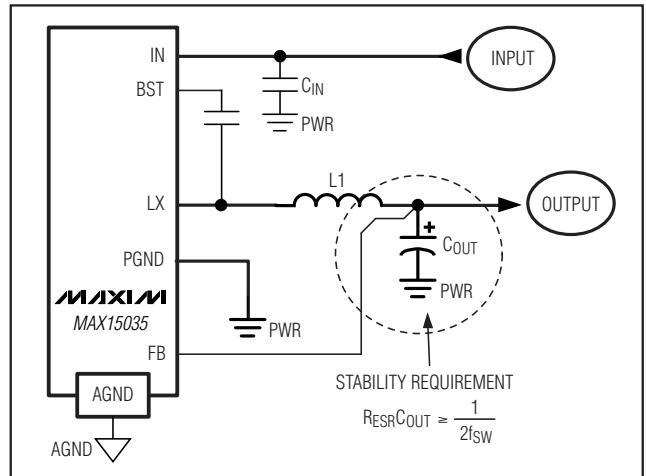 IN
INPUT
BST
CIN
PWR
L1
LX
OUTPUT
+
COUT
PWR
PGND
MAXIM
MAX15035
PWR
FB
AGND
AGND
STABILITY REQUIREMENT
RESRCOUT ≥ 1
2fSW